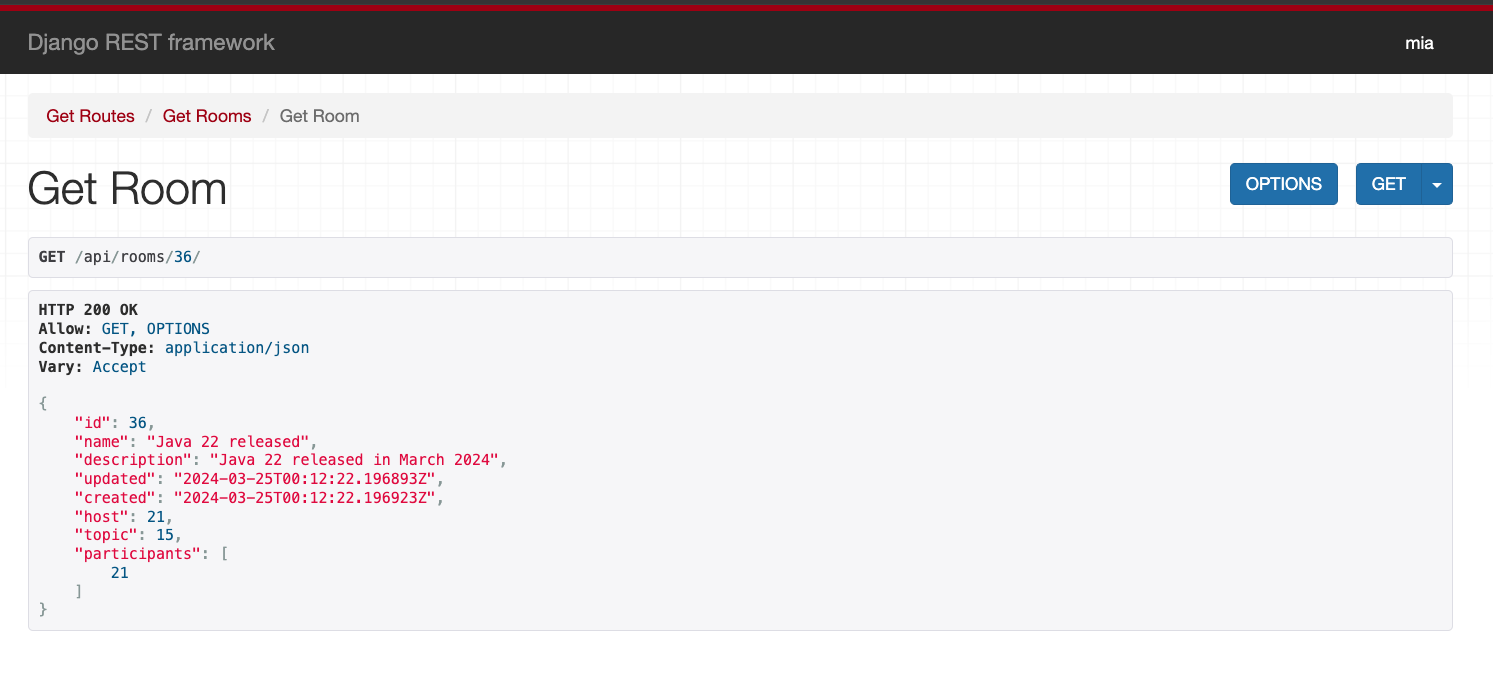 Django REST framework
mia
Get Routes / Get Rooms / Get Room
Get Room
OPTIONS
GET
GET /api/rooms/36/
HTTP 200 OK
Allow: GET, OPTIONS
Content-Type: application/json
Vary: Accept
{
    "id": 36,
    "name": "Java 22 released",
    "description": "Java 22 released in March 2024",
    "updated": "2024-03-25T00:12:22.196893Z",
    "created": "2024-03-25T00:12:22.196923Z",
    "host": 21,
    "topic": 15,
    "participants": [
        21
    ]
}